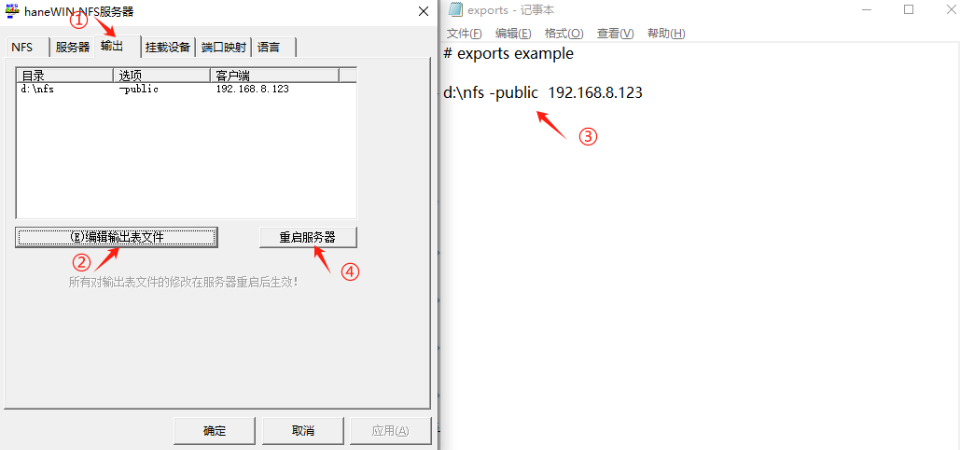 haneWIN NFS服务器
①
NFS 服务器 输出 挂载设备 端口映射 语言
目录 选项 客户端
d:\nfs -public 192.168.8.123
(E)编辑输出表文件 重启服务器
② ④
所有对输出表文件的修改在服务器重启后生效!
确定 取消 应用(A)
exports - 记事本
文件(F) 编辑(E) 格式(O) 查看(V) 帮助(H)
# exports example
d:\nfs -public 192.168.8.123
③